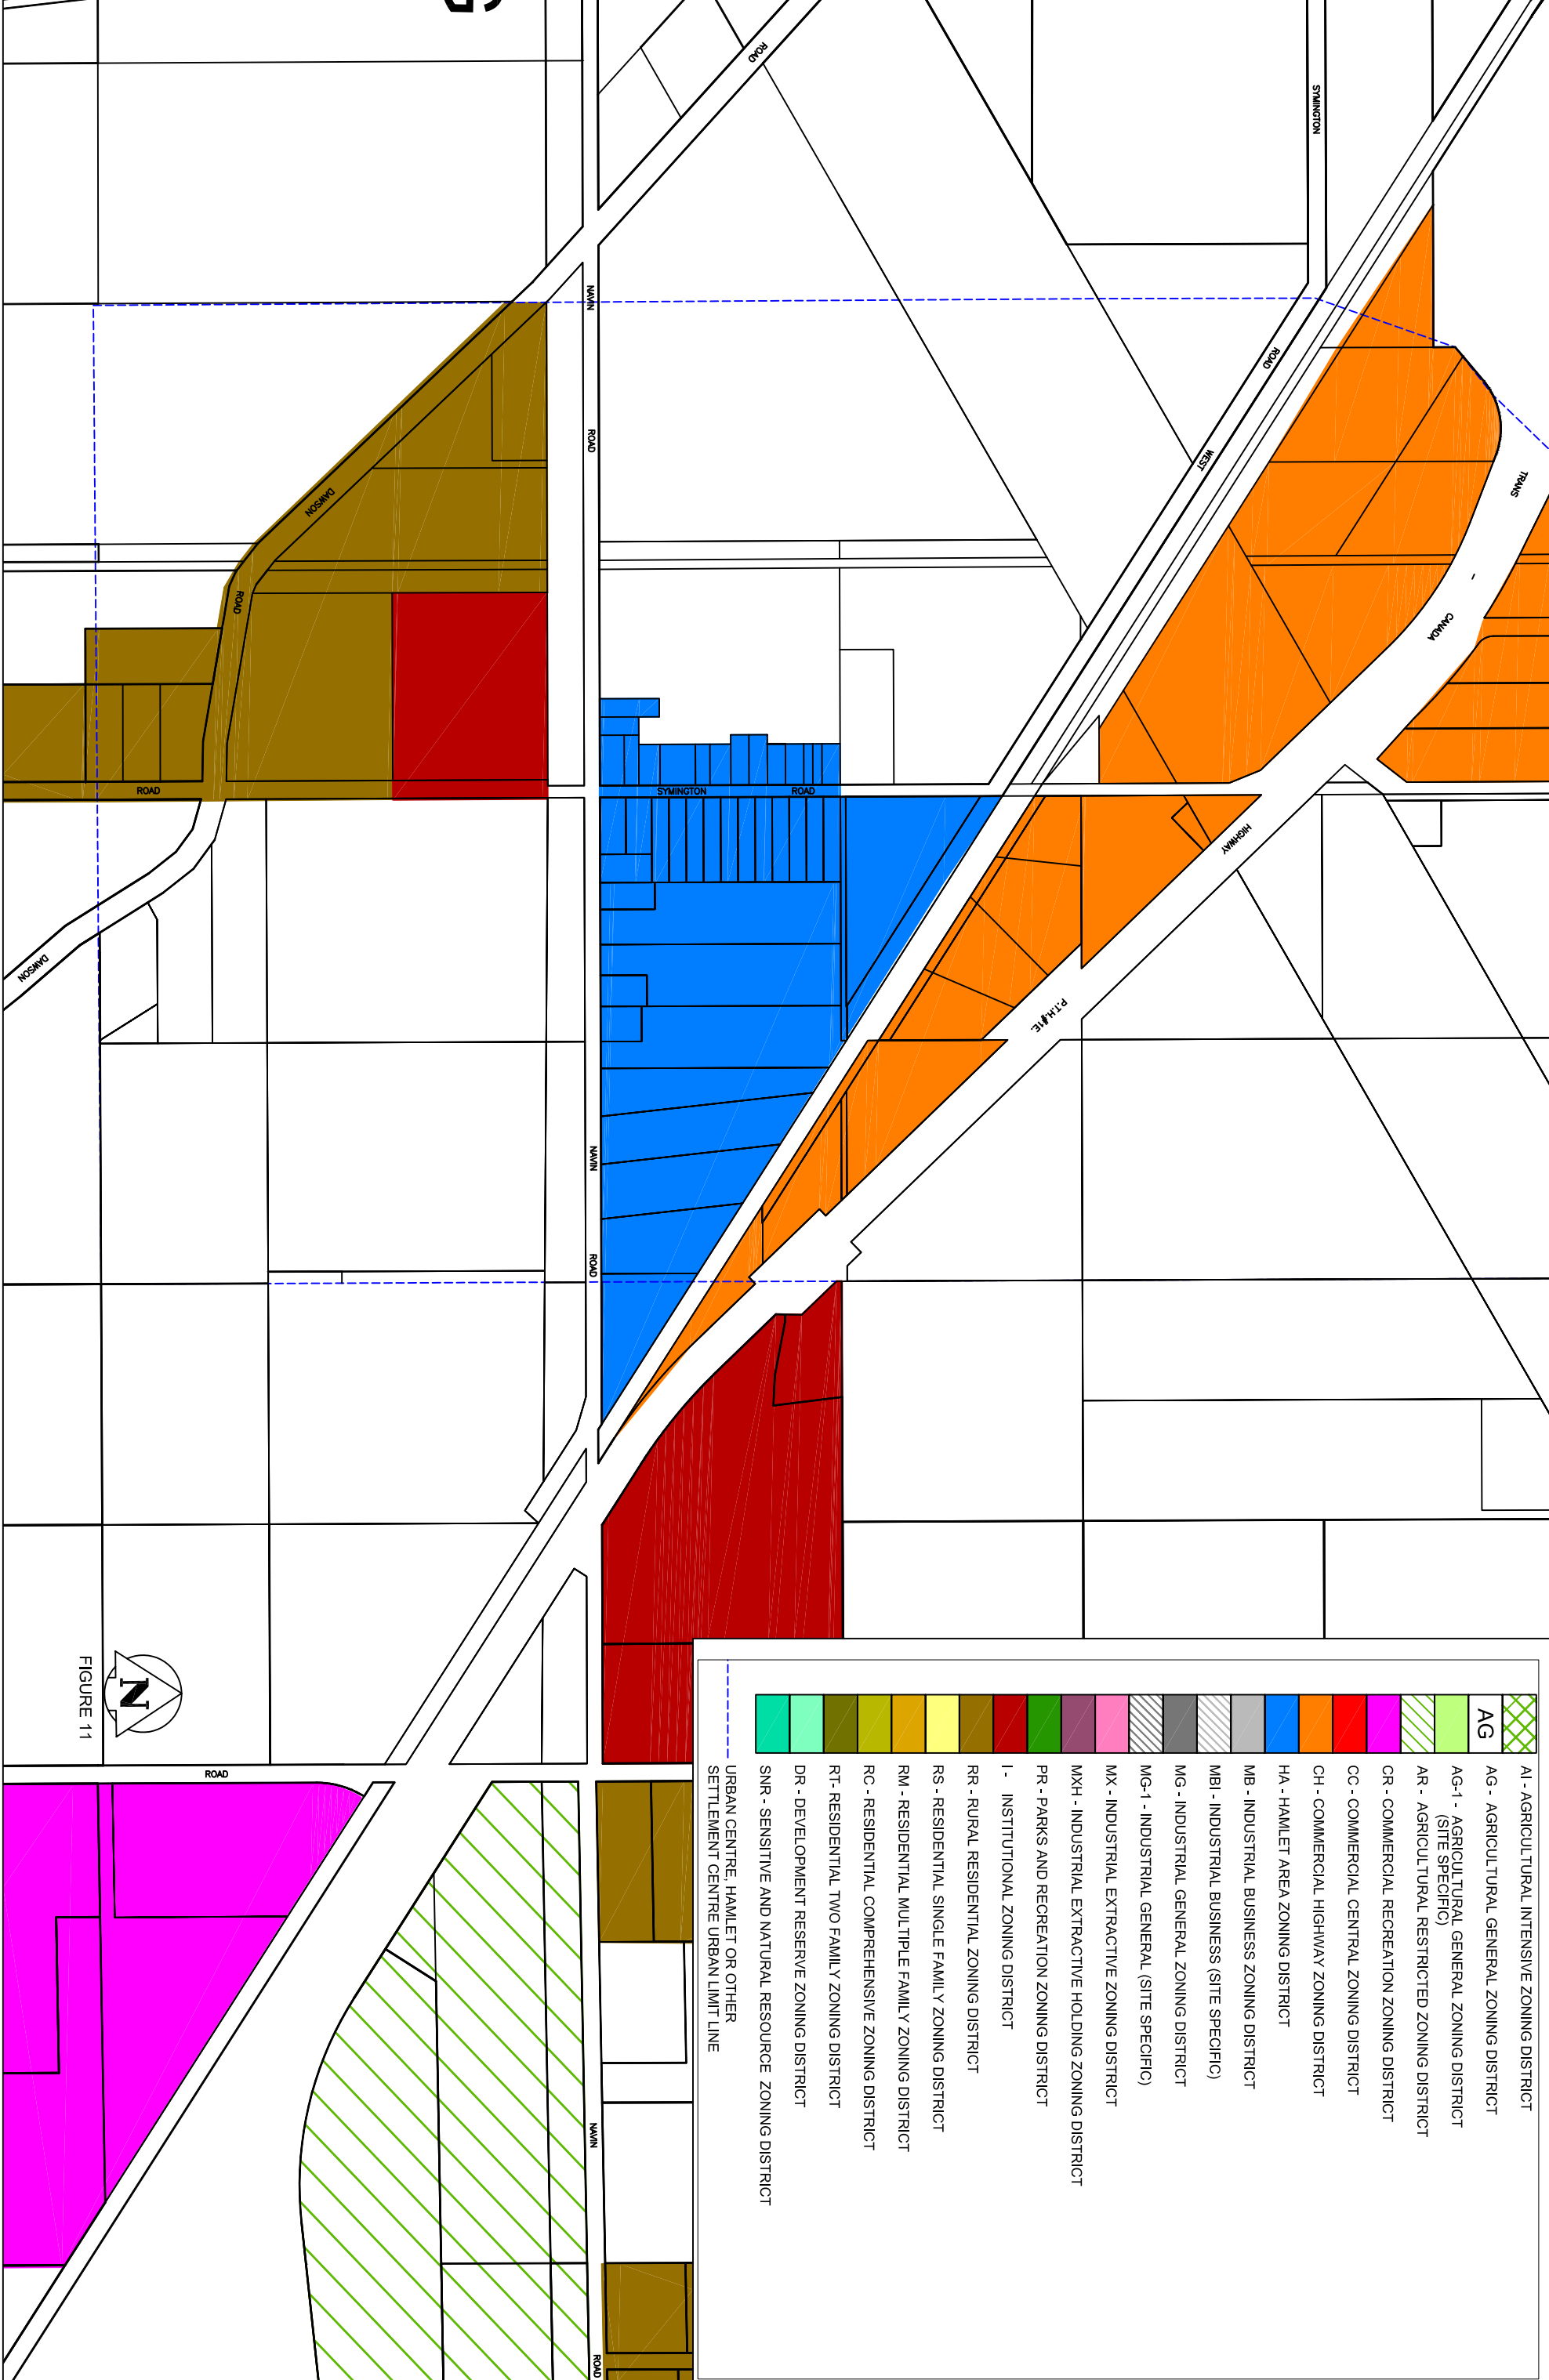 ROAD
SYMINGTON
NAVIN
ROAD
ROAD
WEST
TRANS
-
CANADA
DAWSON
ROAD
ROAD
SYMINGTON
ROAD
HIGHWAY
DAWSON
P.T.H.#1E.
NAVIN
ROAD
ROAD
NAVIN
ROAD
AI - AGRICULTURAL INTENSIVE ZONING DISTRICT
AG
AG - AGRICULTURAL GENERAL ZONING DISTRICT
AG-1 - AGRICULTURAL GENERAL ZONING DISTRICT
(SITE SPECIFIC)
AR - AGRICULTURAL RESTRICTED ZONING DISTRICT
CR - COMMERCIAL RECREATION ZONING DISTRICT
CC - COMMERCIAL CENTRAL ZONING DISTRICT
CH - COMMERCIAL HIGHWAY ZONING DISTRICT
HA - HAMLET AREA ZONING DISTRICT
MB - INDUSTRIAL BUSINESS ZONING DISTRICT
MBI - INDUSTRIAL BUSINESS (SITE SPECIFIC)
MG - INDUSTRIAL GENERAL ZONING DISTRICT
MG-1 - INDUSTRIAL GENERAL (SITE SPECIFIC)
MX - INDUSTRIAL EXTRACTIVE ZONING DISTRICT
MXH - INDUSTRIAL EXTRACTIVE HOLDING ZONING DISTRICT
PR - PARKS AND RECREATION ZONING DISTRICT
I - INSTITUTIONAL ZONING DISTRICT
RR - RURAL RESIDENTIAL ZONING DISTRICT
RS - RESIDENTIAL SINGLE FAMILY ZONING DISTRICT
RM - RESIDENTIAL MULTIPLE FAMILY ZONING DISTRICT
RC - RESIDENTIAL COMPREHENSIVE ZONING DISTRICT
RT- RESIDENTIAL TWO FAMILY ZONING DISTRICT
DR - DEVELOPMENT RESERVE ZONING DISTRICT
SNR - SENSITIVE AND NATURAL RESOURCE ZONING DISTRICT
URBAN CENTRE, HAMLET OR OTHER
SETTLEMENT CENTRE URBAN LIMIT LINE
N
FIGURE 11